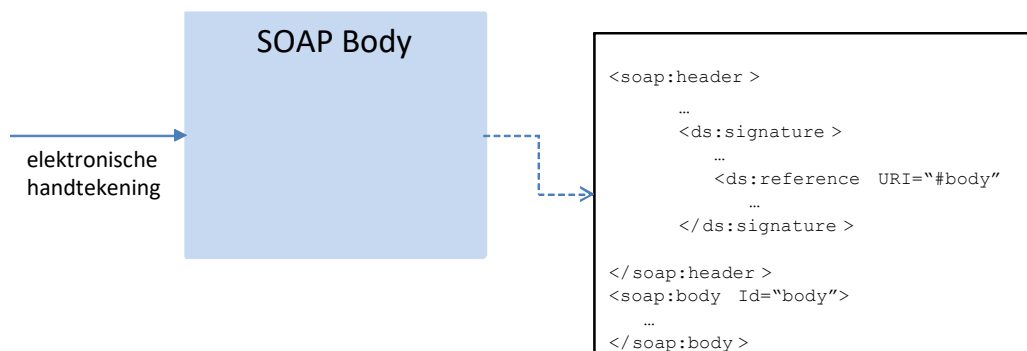 SOAP Body
elektronische
handtekening
<soap:header >
…
<ds:signature >
…
<ds:reference URI=“#body”
…
</ds:signature >
</soap:header >
<soap:body Id=“body”>
…
</soap:body >